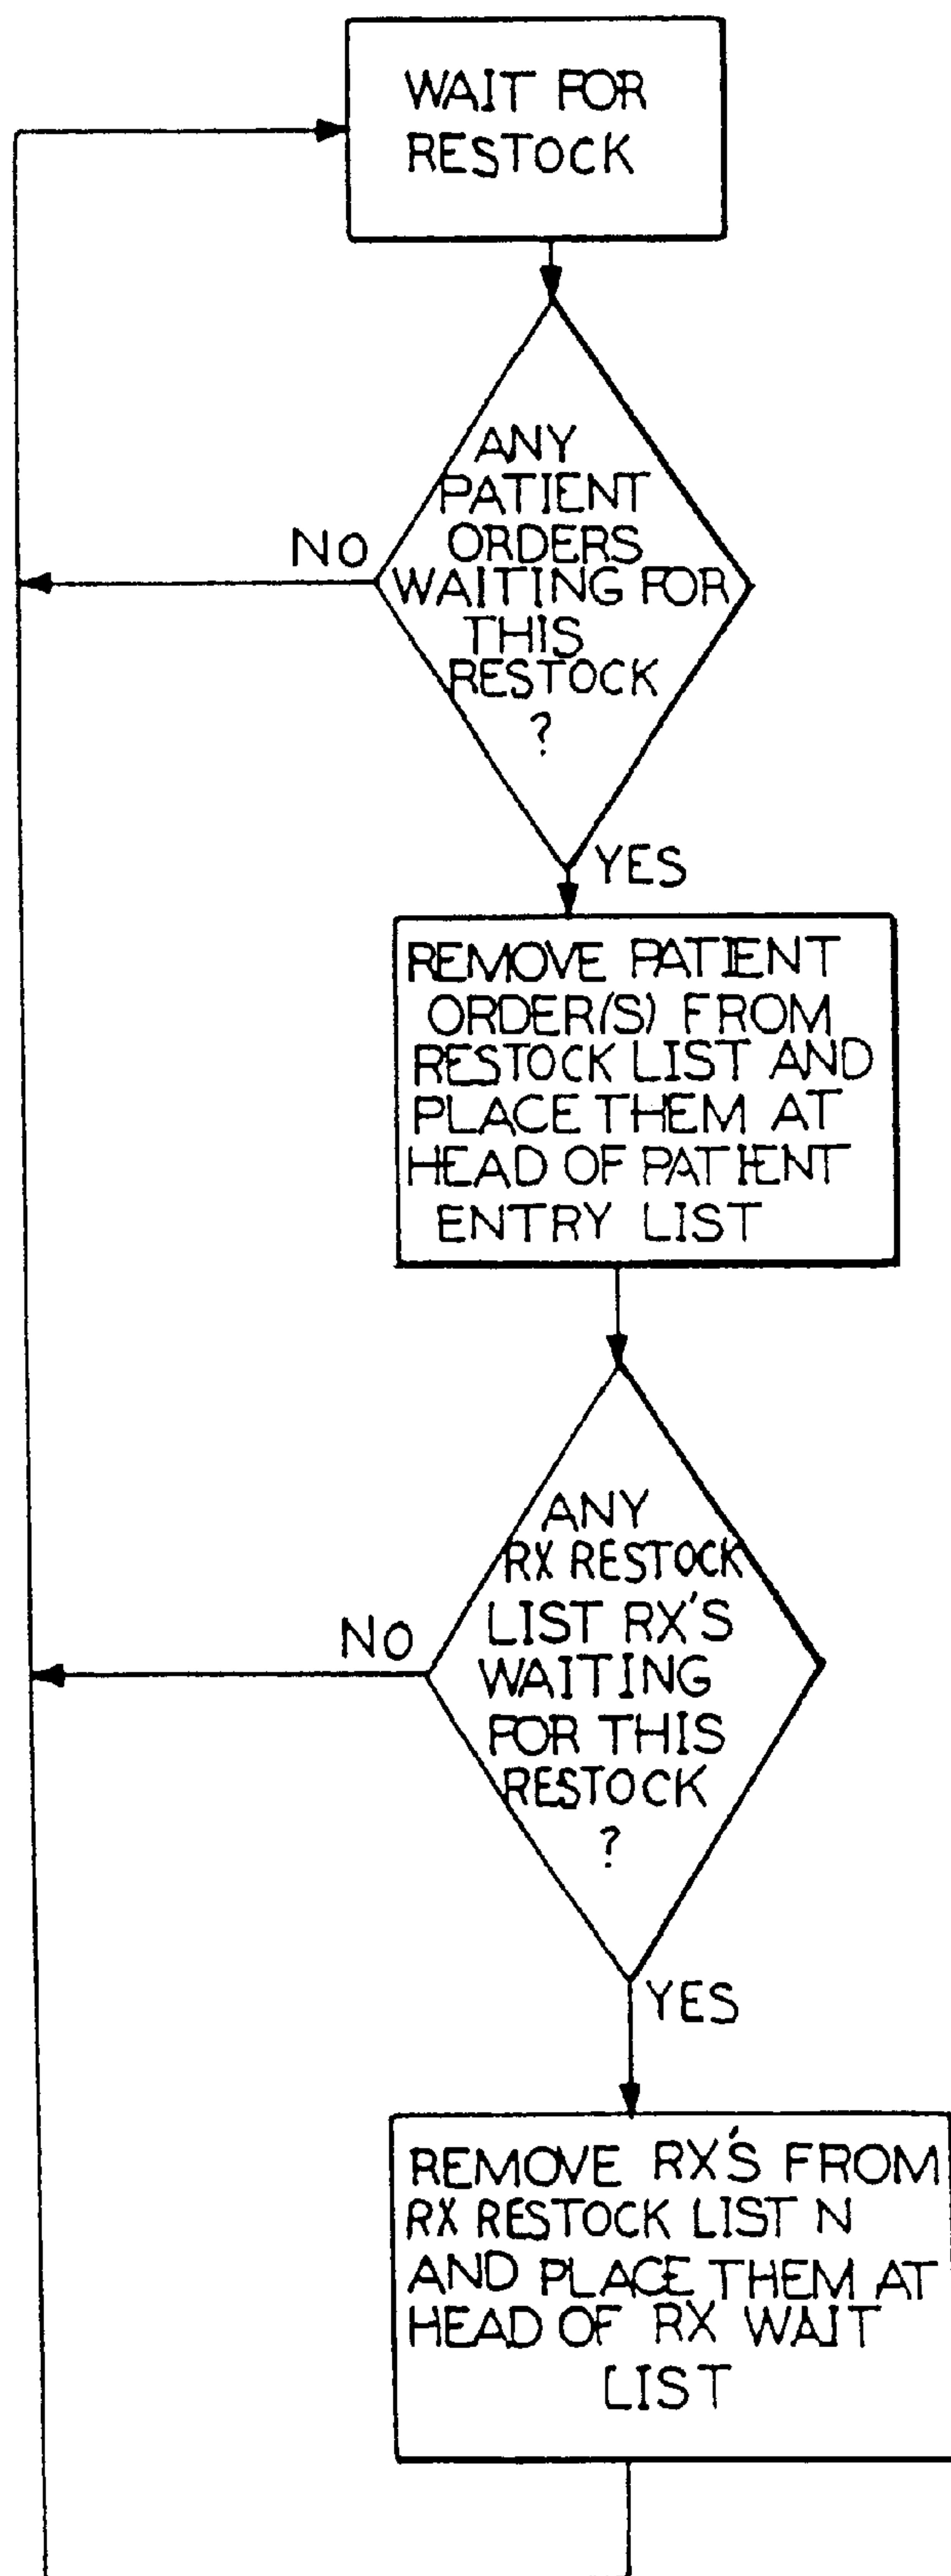 WAIT FOR
RESTOCK
ANY
PATIENT
ORDERS
WAITING FOR
THIS
RESTOCK
?
NO
YES
REMOVE PATIENT
ORDER(S) FROM
RESTOCK LIST AND
PLACE THEM AT
HEAD OF PATIENT
ENTRY LIST
ANY
RX RESTOCK
LIST RX'S
WAITING
FOR THIS
RESTOCK
?
NO
YES
REMOVE RX'S FROM
RX RESTOCK LIST N
AND PLACE THEM AT
HEAD OF RX WAIT
LIST